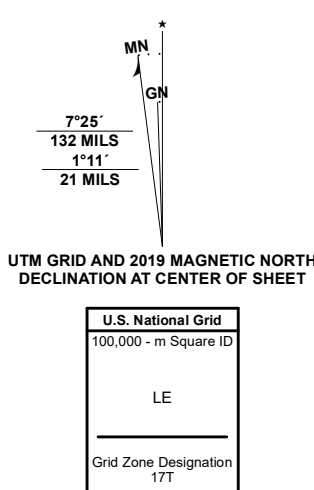 ★
MN
GN
7°25´
132 MILS
1°11´
21 MILS
UTM GRID AND 2019 MAGNETIC NORTH
DECLINATION AT CENTER OF SHEET
U.S. National Grid
100,000 - m Square ID
LE
Grid Zone Designation
17T